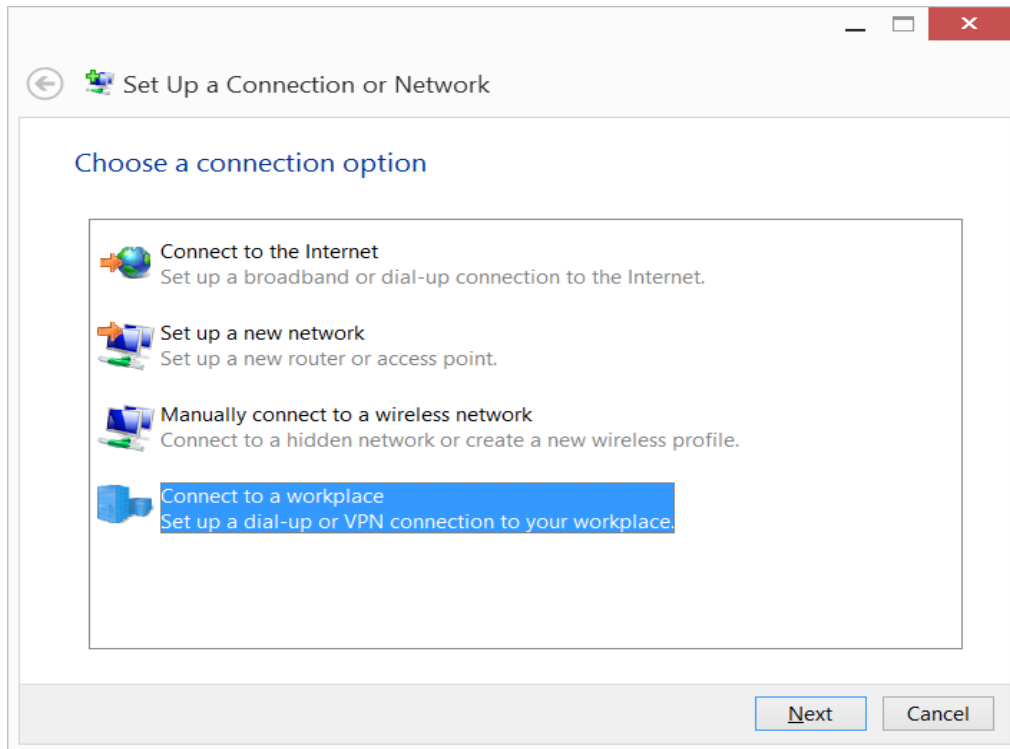 Set Up a Connection or Network
Choose a connection option
Connect to the Internet
Set up a broadband or dial-up connection to the Internet.
Set up a new network
Set up a new router or access point.
Manually connect to a wireless network
Connect to a hidden network or create a new wireless profile.
Connect to a workplace
Set up a dial-up or VPN connection to your workplace.
Next
Cancel